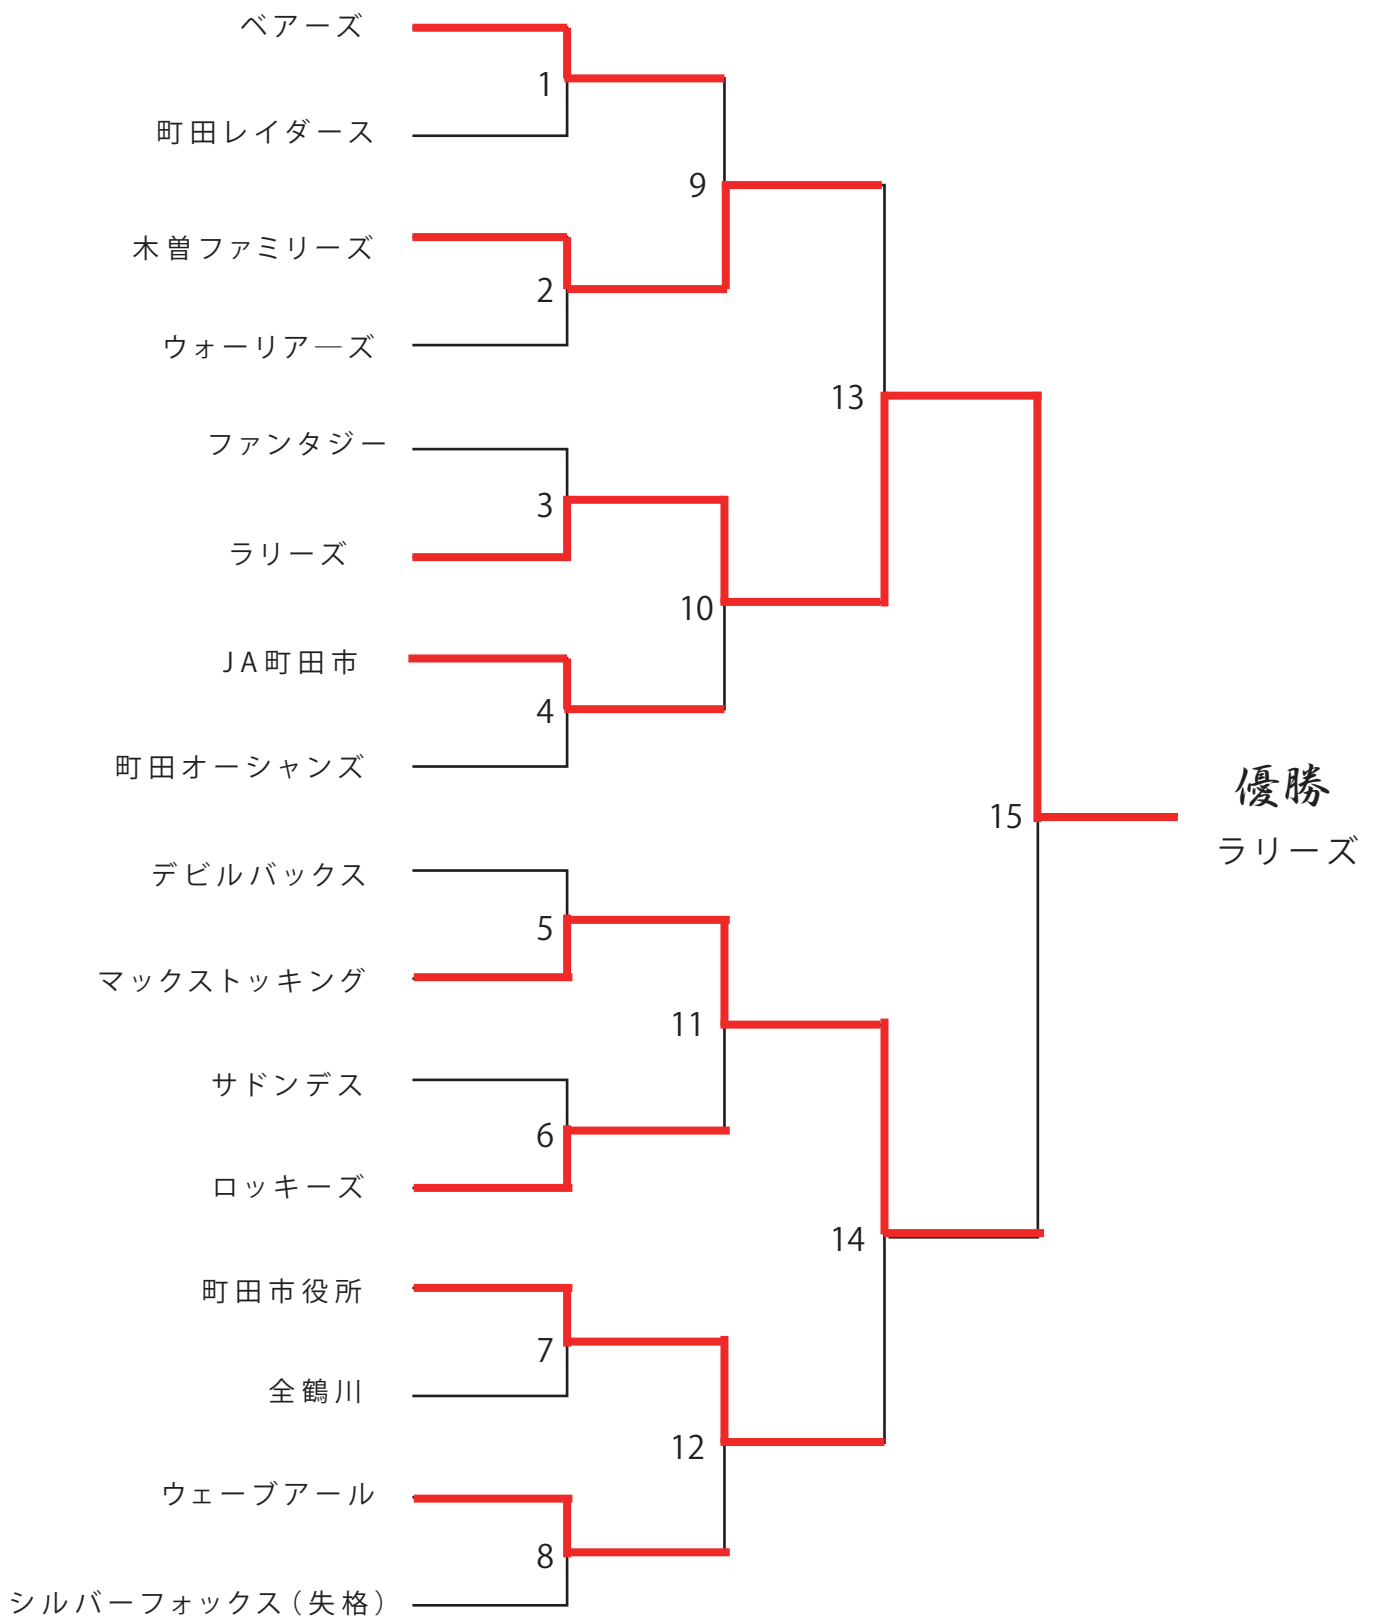 ベアーズ
1
町田レイダース
9
木曽ファミリーズ
2
ウォーリア―ズ
13
ファンタジー
3
ラリーズ
10
JA町田市
4
町田オーシャンズ
優勝
15
ラリーズ
デビルバックス
5
マックストッキング
11
サドンデス
6
ロッキーズ
14
町田市役所
7
全鶴川
12
ウェーブアール
8
シルバーフォックス(失格)